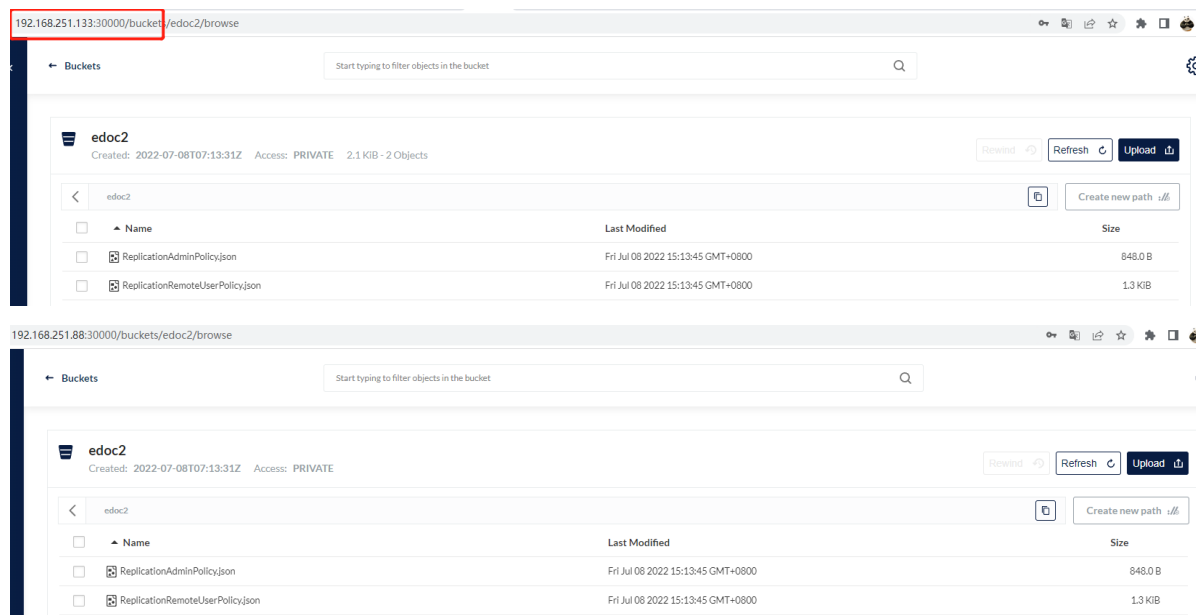 192.168.251.133:30000/buckets/edoc2/browse
← Buckets
Start typing to filter objects in the bucket
edoc2
Created: 2022-07-08T07:13:31Z Access: PRIVATE 2.1 KiB - 2 Objects
Rewind Refresh Upload
edoc2
Create new path
Name Last Modified Size
ReplicationAdminPolicy.json Fri Jul 08 2022 15:13:45 GMT+0800 848.0 B
ReplicationRemoteUserPolicy.json Fri Jul 08 2022 15:13:45 GMT+0800 1.3 KiB
192.168.251.88:30000/buckets/edoc2/browse
← Buckets
Start typing to filter objects in the bucket
edoc2
Created: 2022-07-08T07:13:31Z Access: PRIVATE
Rewind Refresh Upload
edoc2
Create new path
Name Last Modified Size
ReplicationAdminPolicy.json Fri Jul 08 2022 15:13:45 GMT+0800 848.0 B
ReplicationRemoteUserPolicy.json Fri Jul 08 2022 15:13:45 GMT+0800 1.3 KiB